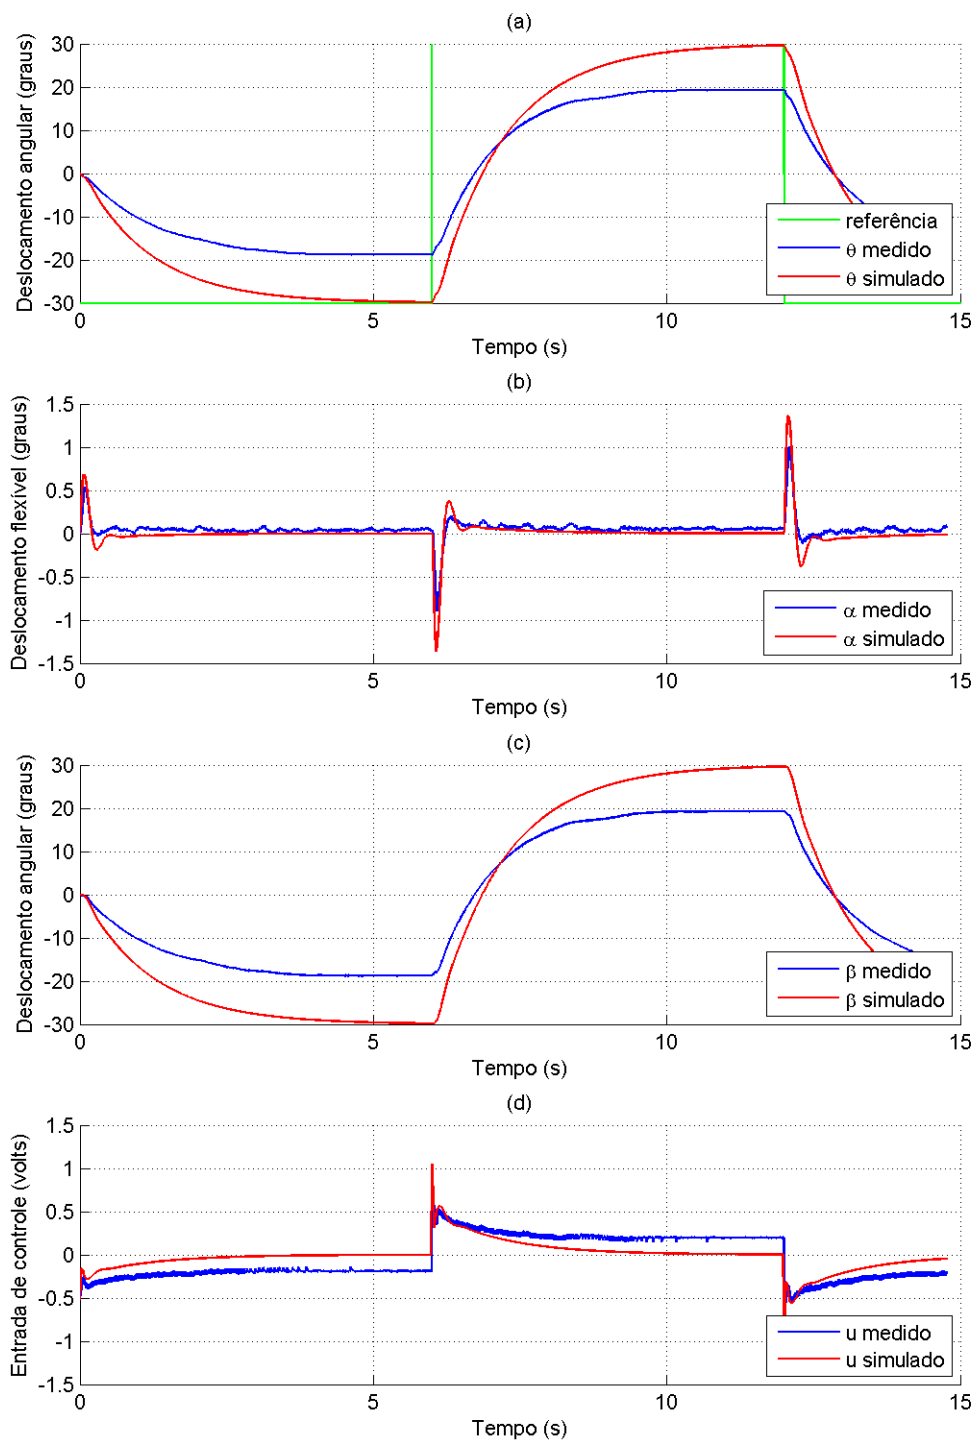 (a)
Deslocamento angular (graus)
30
20
10
0
-10
-20
-30
0
5
10
15
Tempo (s)
referência
θ medido
θ simulado
(b)
Deslocamento flexível (graus)
1.5
1
0.5
0
-0.5
-1
-1.5
0
5
10
15
Tempo (s)
α medido
α simulado
(c)
Deslocamento angular (graus)
30
20
10
0
-10
-20
-30
0
5
10
15
Tempo (s)
β medido
β simulado
(d)
Entrada de controle (volts)
1.5
1
0.5
0
-0.5
-1
-1.5
0
5
10
15
Tempo (s)
u medido
u simulado